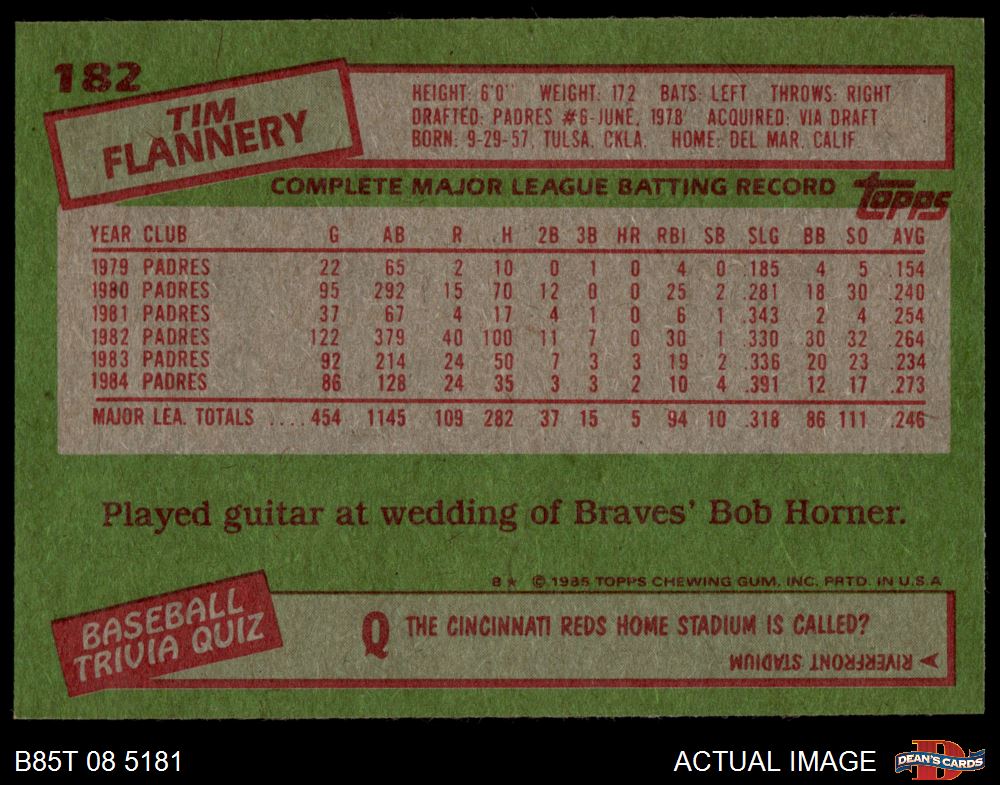 182
TIM
FLANNERY
HEIGHT: 6'0" WEIGHT: 172 BATS: LEFT THROWS: RIGHT
DRAFTED: PADRES #6-JUNE, 1978 ACQUIRED: VIA DRAFT
BORN: 9-29-57, TULSA, OKLA. HOME: DEL MAR, CALIF.
COMPLETE MAJOR LEAGUE BATTING RECORD
Topps
YEAR CLUB G AB R H 2B 3B HR RBI SB SLG BB SO AVG
1979 PADRES 22 65 2 10 0 1 0 4 0 .185 4 5 .154
1980 PADRES 95 292 15 70 12 0 0 25 2 .281 18 30 .240
1981 PADRES 37 67 4 17 4 1 0 6 1 .343 2 4 .254
1982 PADRES 122 379 40 100 11 7 0 30 1 .330 30 32 .264
1983 PADRES 92 214 24 50 7 3 3 19 2 .336 20 23 .234
1984 PADRES 86 128 24 35 3 3 2 10 4 .391 12 17 .273
MAJOR LEA. TOTALS .... 454 1145 109 282 37 15 5 94 10 .318 86 111 .246
Played guitar at wedding of Braves' Bob Horner.
8★ © 1985 TOPPS CHEWING GUM, INC. PRTD. IN U.S.A
BASEBALL
TRIVIA QUIZ
Q THE CINCINNATI REDS HOME STADIUM IS CALLED?
RIVERFRONT STADIUM
B85T 08 5181
ACTUAL IMAGE
DEAN'S CARDS